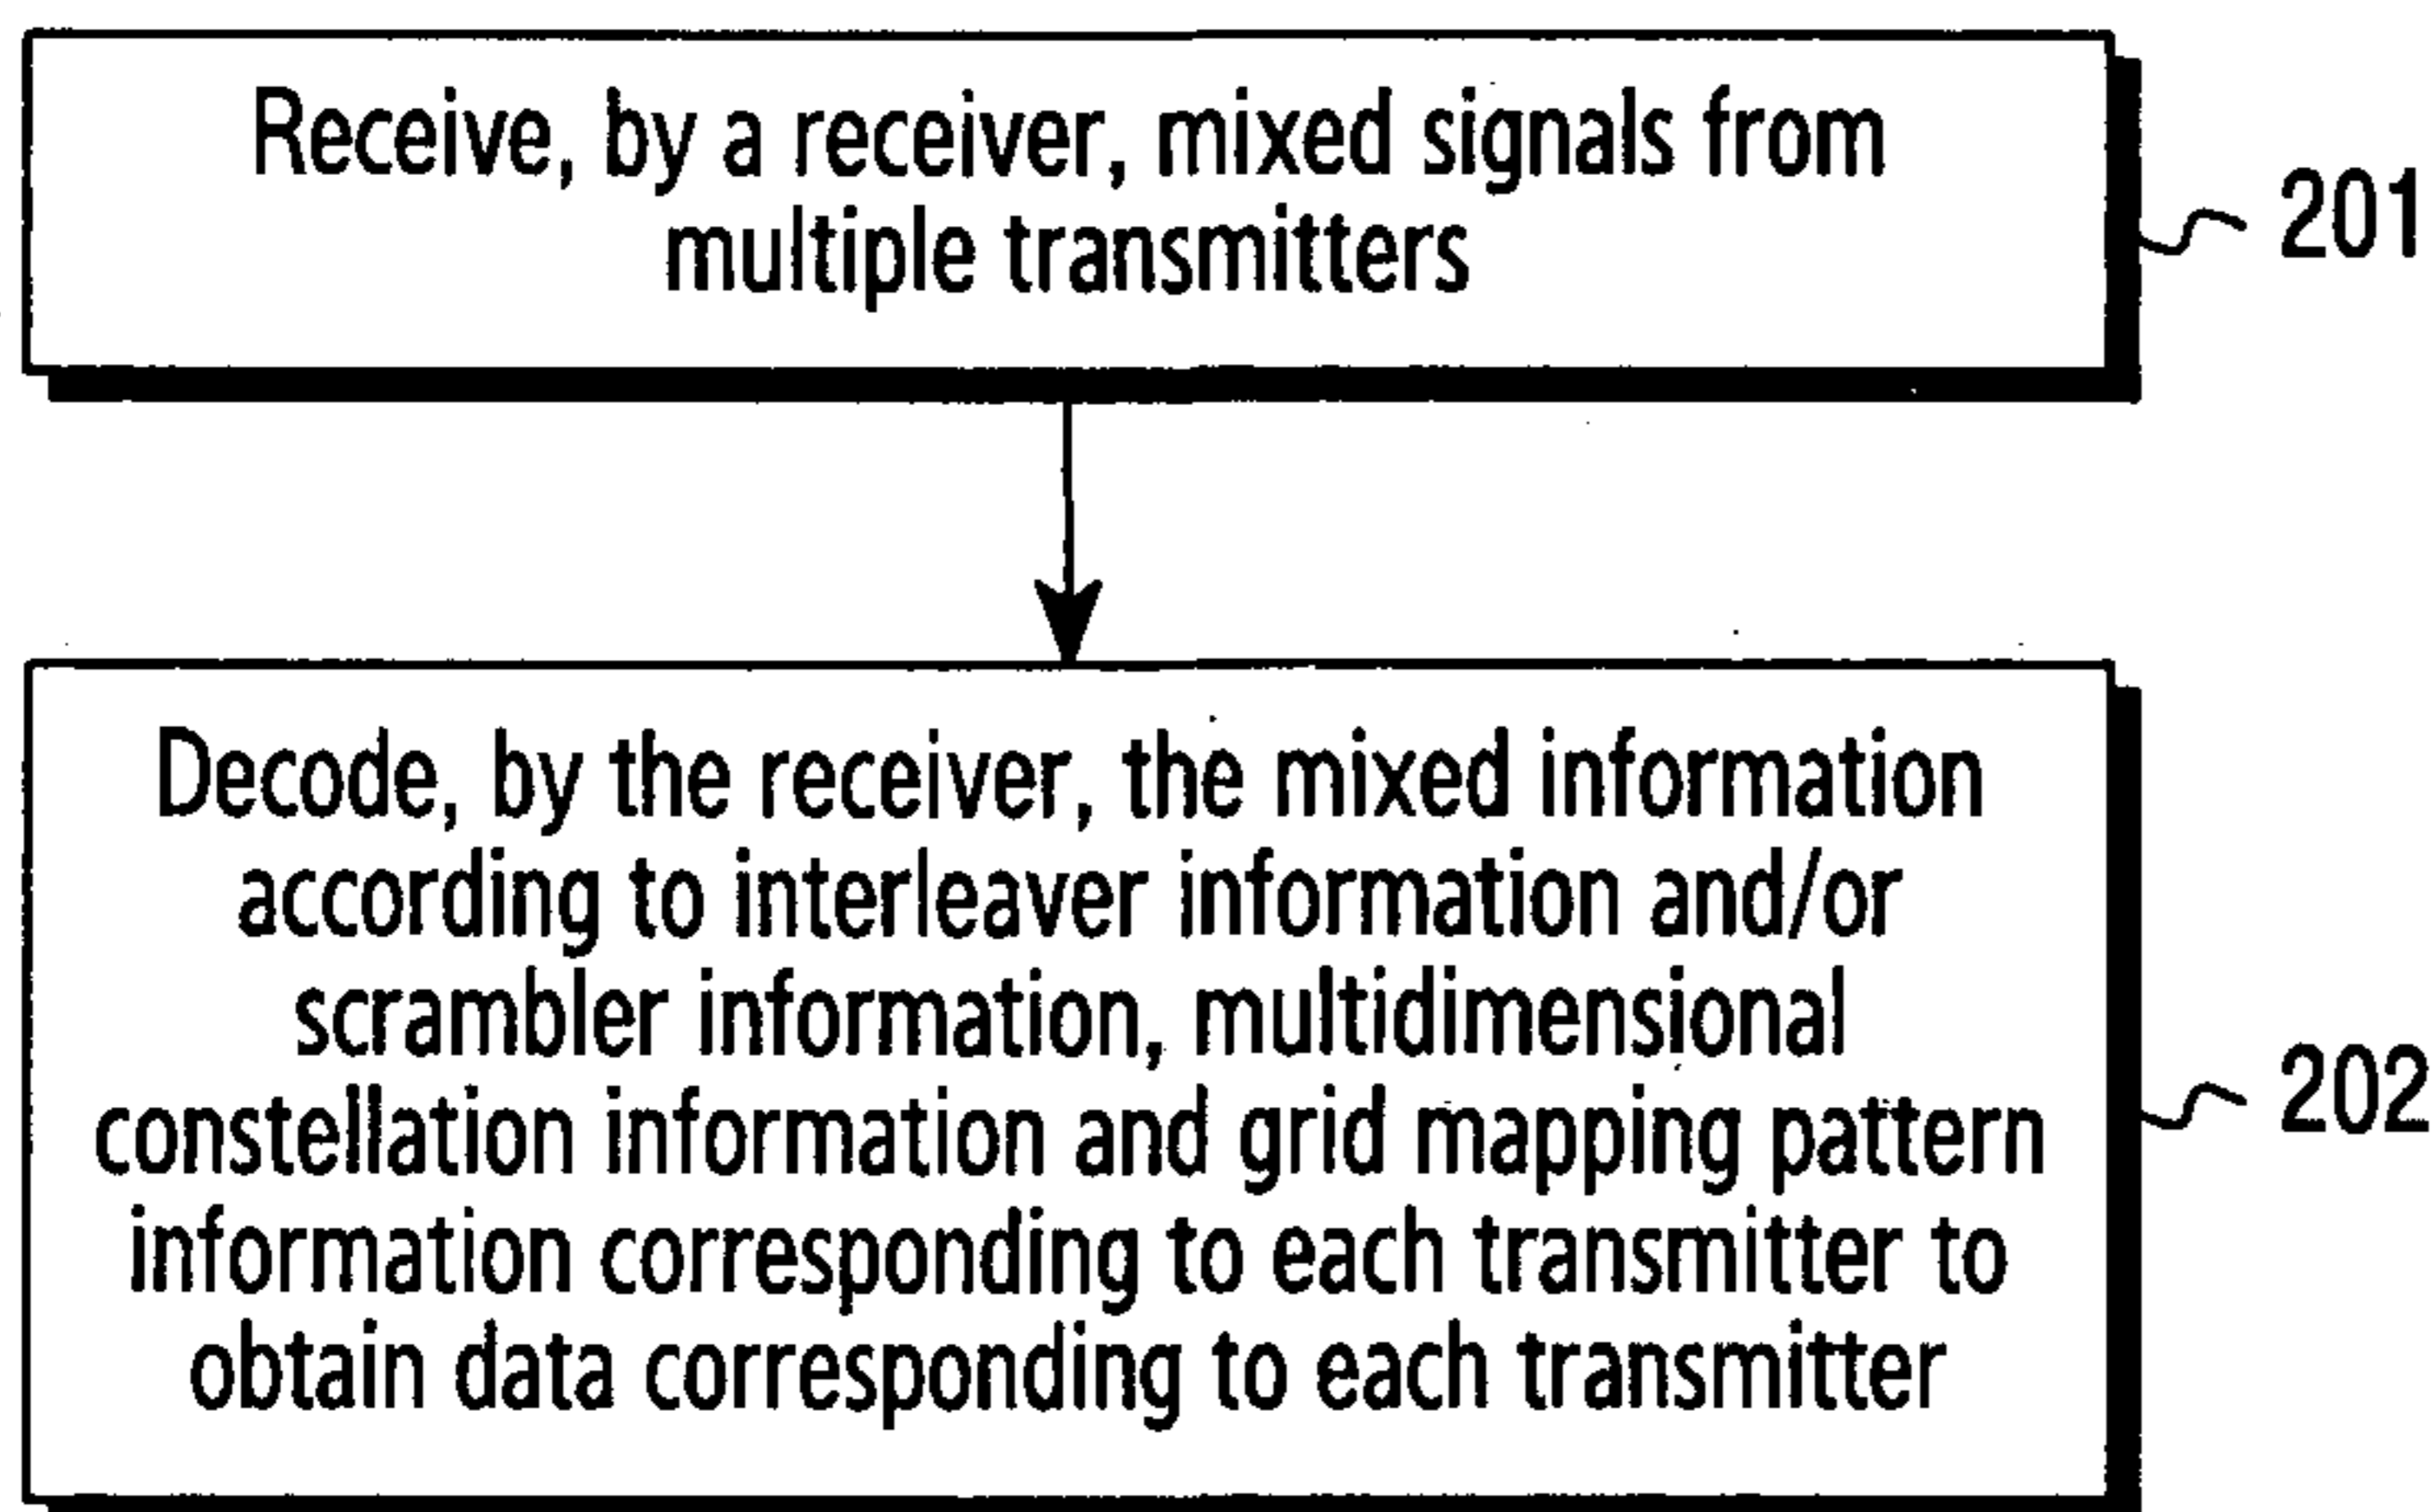 Receive, by a receiver, mixed signals from
multiple transmitters
201
Decode, by the receiver, the mixed information
according to interleaver information and/or
scrambler information, multidimensional
constellation information and grid mapping pattern
information corresponding to each transmitter to
obtain data corresponding to each transmitter
202